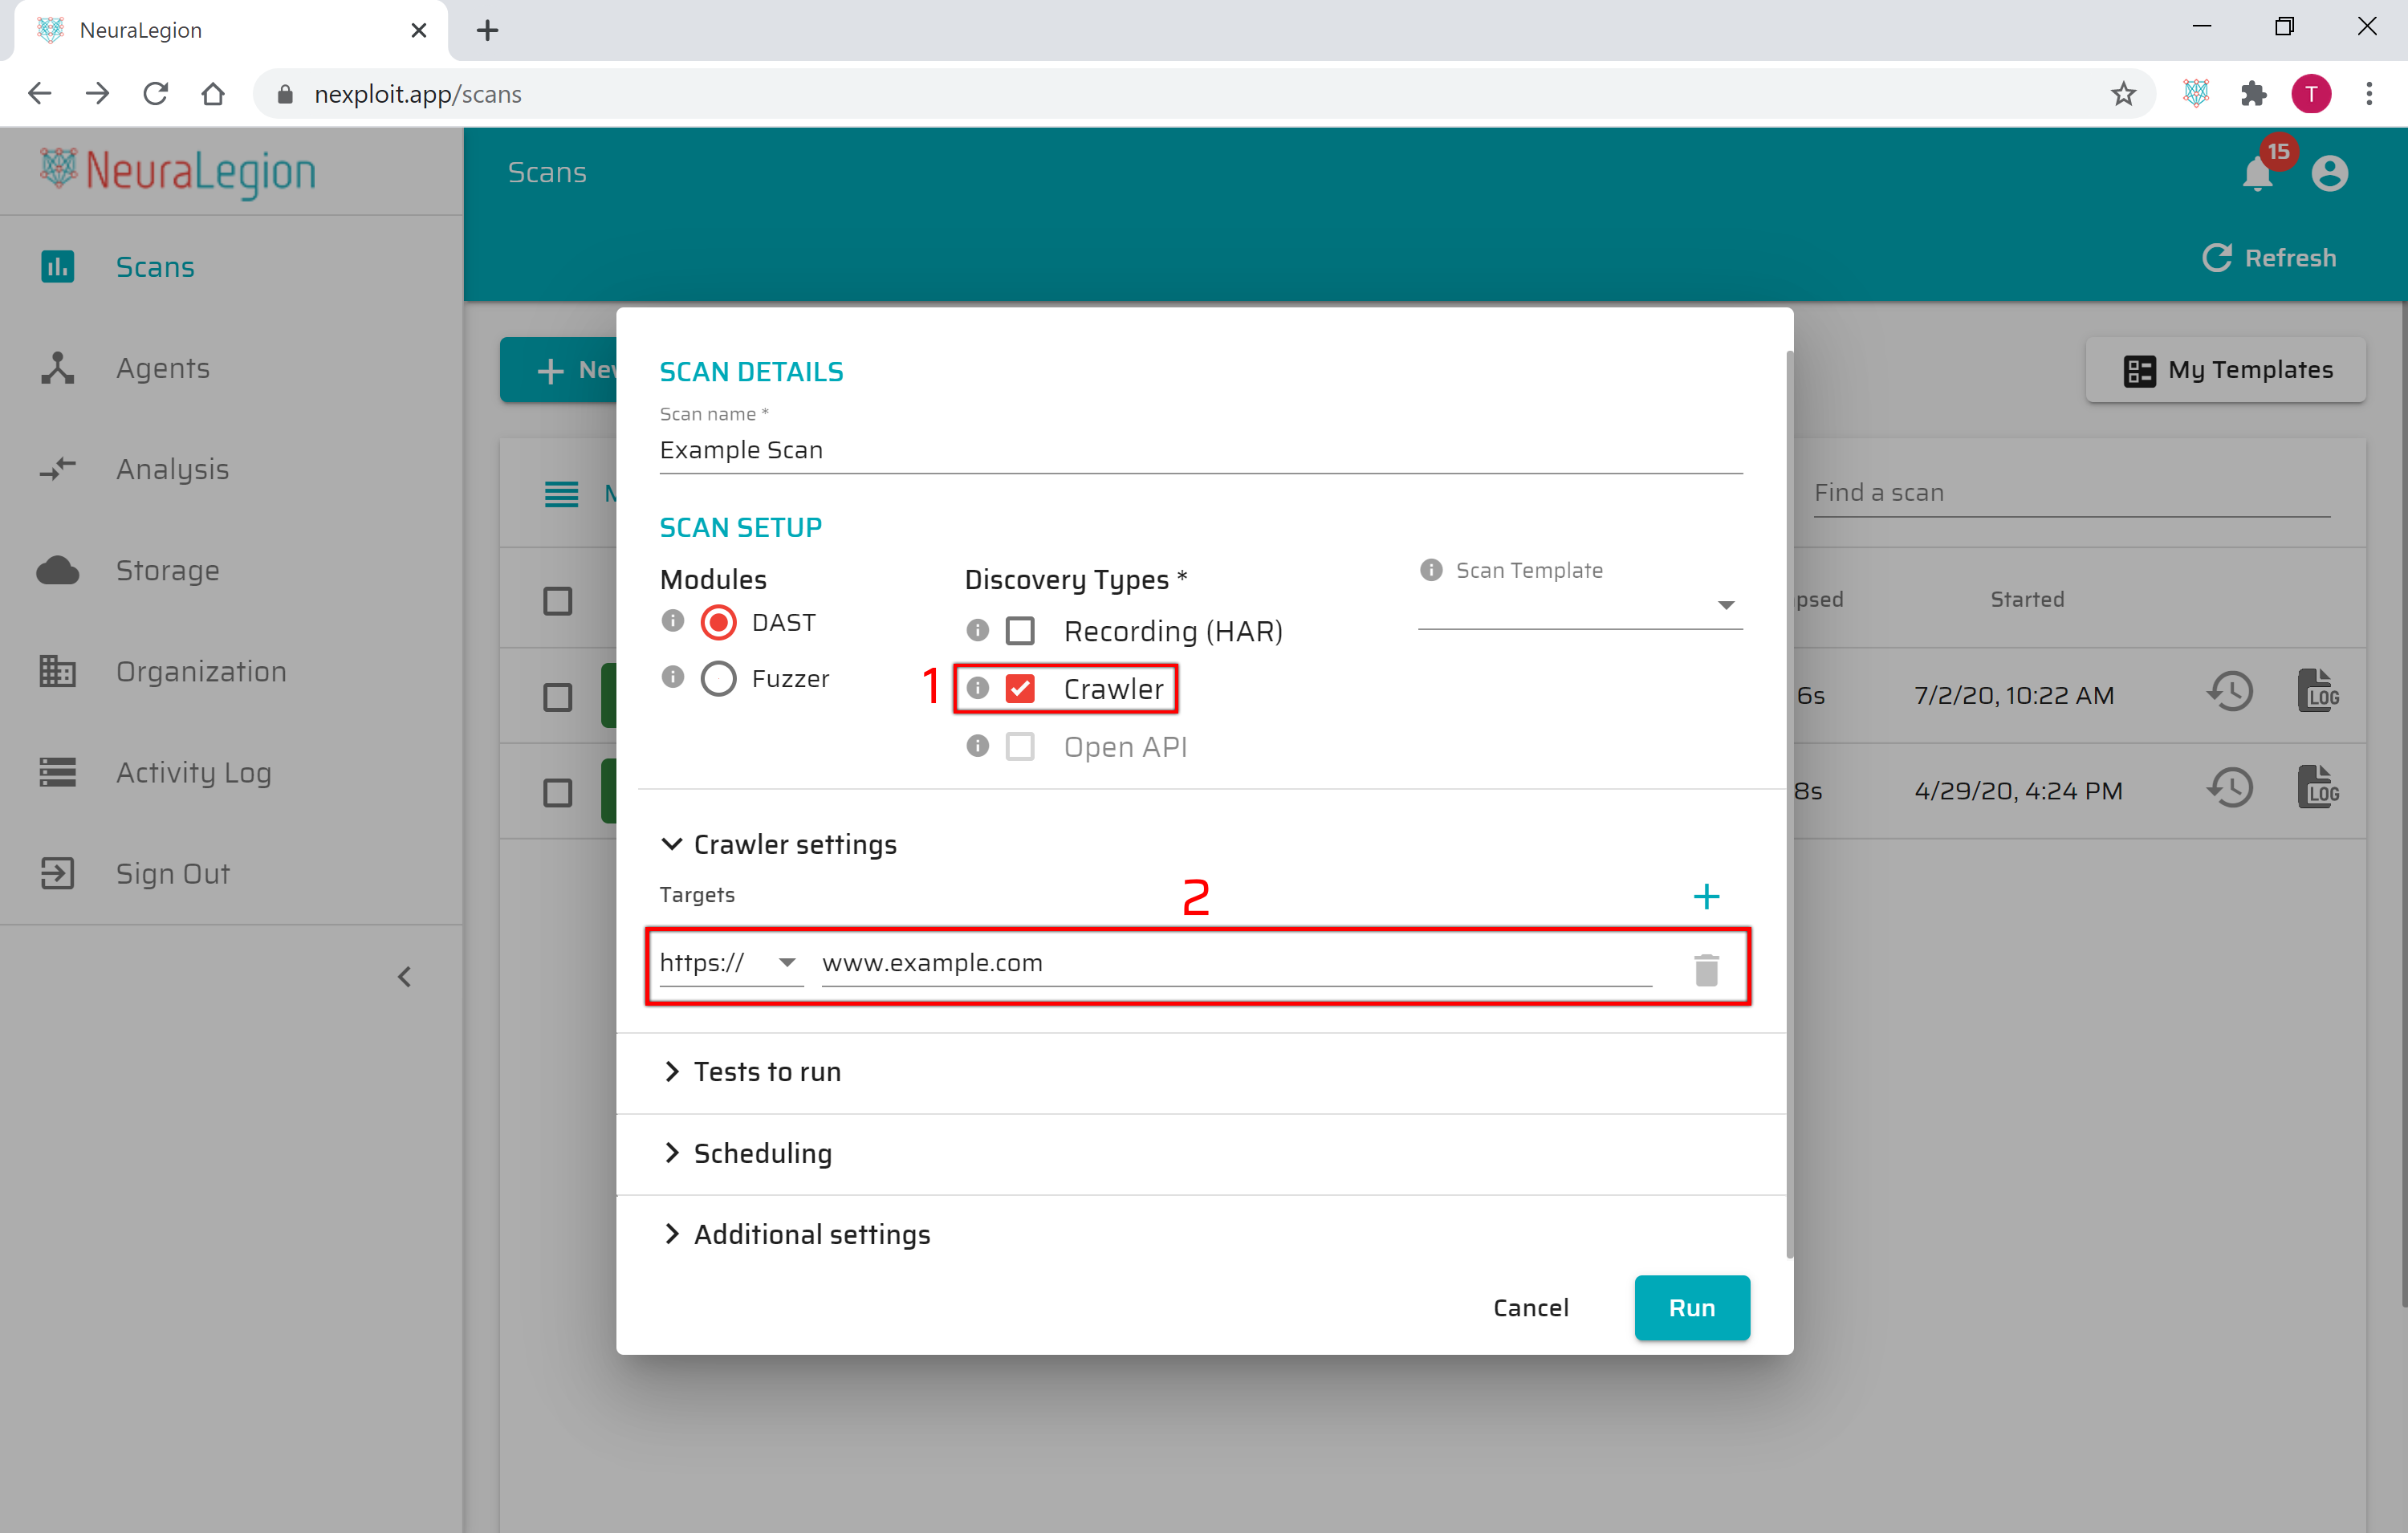 NeuraLegion
nexploit.app/scans
T
NeuraLegion
Scans
15
Refresh
Scans
Agents
Analysis
Storage
Organization
Activity Log
Sign Out
My Templates
SCAN DETAILS
Scan name *
Example Scan
Find a scan
SCAN SETUP
Modules
Discovery Types *
Scan Template
DAST
Recording (HAR)
Started
Fuzzer
1
Crawler
6s
7/2/20, 10:22 AM
LOG
Open API
8s
4/29/20, 4:24 PM
LOG
Crawler settings
Targets
2
https://
www.example.com
Tests to run
Scheduling
Additional settings
Cancel
Run